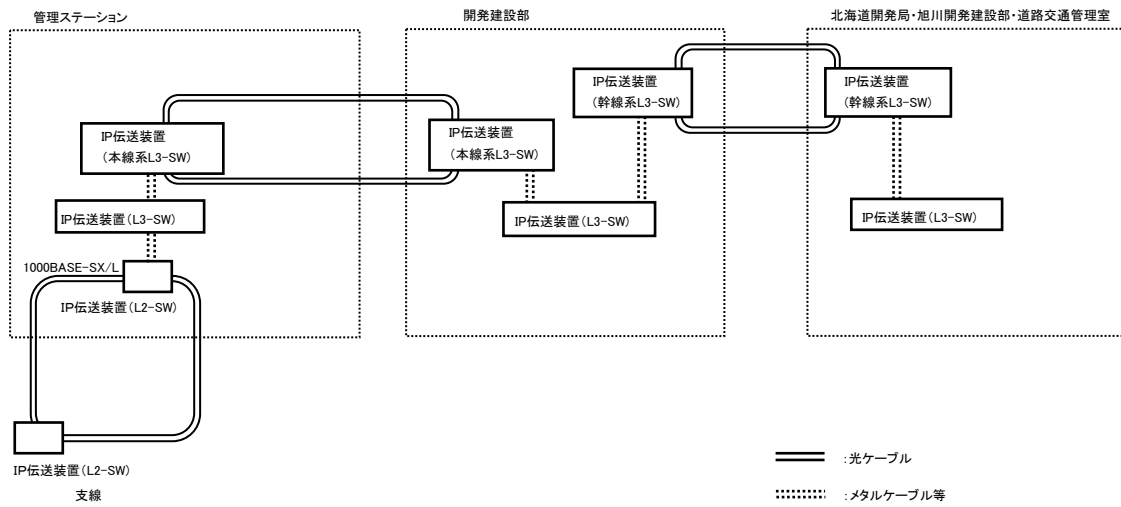 管理ステーション
開発建設部
北海道開発局・旭川開発建設部・道路交通管理室
IP伝送装置
(幹線系L3-SW)
IP伝送装置
(幹線系L3-SW)
IP伝送装置
(本線系L3-SW)
IP伝送装置
(本線系L3-SW)
IP伝送装置(L3-SW)
IP伝送装置(L3-SW)
IP伝送装置(L3-SW)
1000BASE-SX/L
IP伝送装置(L2-SW)
IP伝送装置(L2-SW)
支線
:光ケーブル
:メタルケーブル等